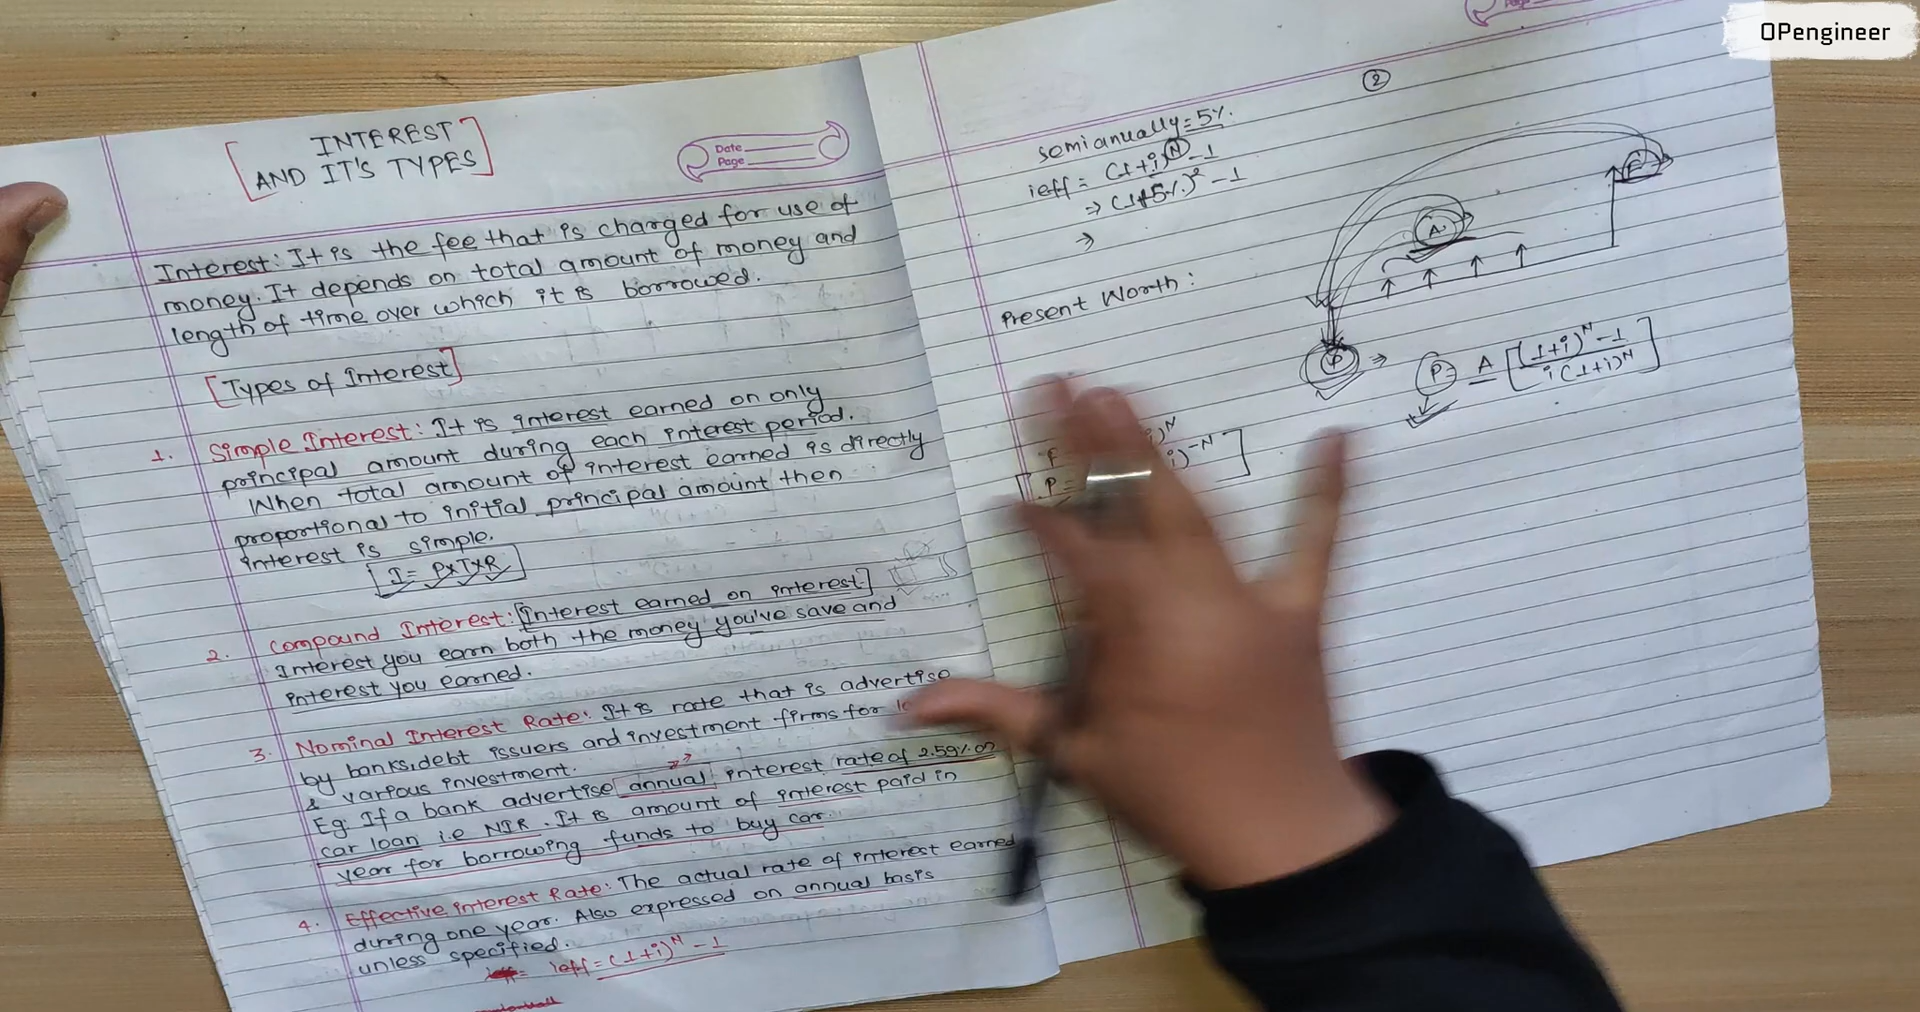 OPengineer
INTEREST
AND IT'S TYPES
Date
Page
Interest: It is the fee that is charged for use of
money. It depends on total amount of money and
length of time over which it is borrowed.
[Types of Interest]
1. Simple Interest: It is interest earned on only
principal amount during each interest period.
When total amount of interest earned is directly
proportional to initial principal amount then
interest is simple.
I = P×T×R
2. Compound Interest: [Interest earned on interest]
Interest you earn both the money you've save and
interest you earned.
3. Nominal Interest Rate: It is rate that is advertise
by banks, debt issuers and investment firms for
& various investment.
Eg. If a bank advertise annual interest rate of 2.59% on
car loan i.e NIR. It is amount of interest paid in
year for borrowing funds to buy car.
4. Effective interest Rate: The actual rate of interest earned
during one year. Also expressed on annual basis
unless specified.
ieff = (1+i)^N - 1
2
semianually = 5%.
ieff = (1+i)^N - 1
⇒ (1+5%)^2 - 1
⇒
A
F
Present Worth:
P ⇒ P = A [(1+i)^N - 1 / i(1+i)^N]
F i)^N
P = i)^-N